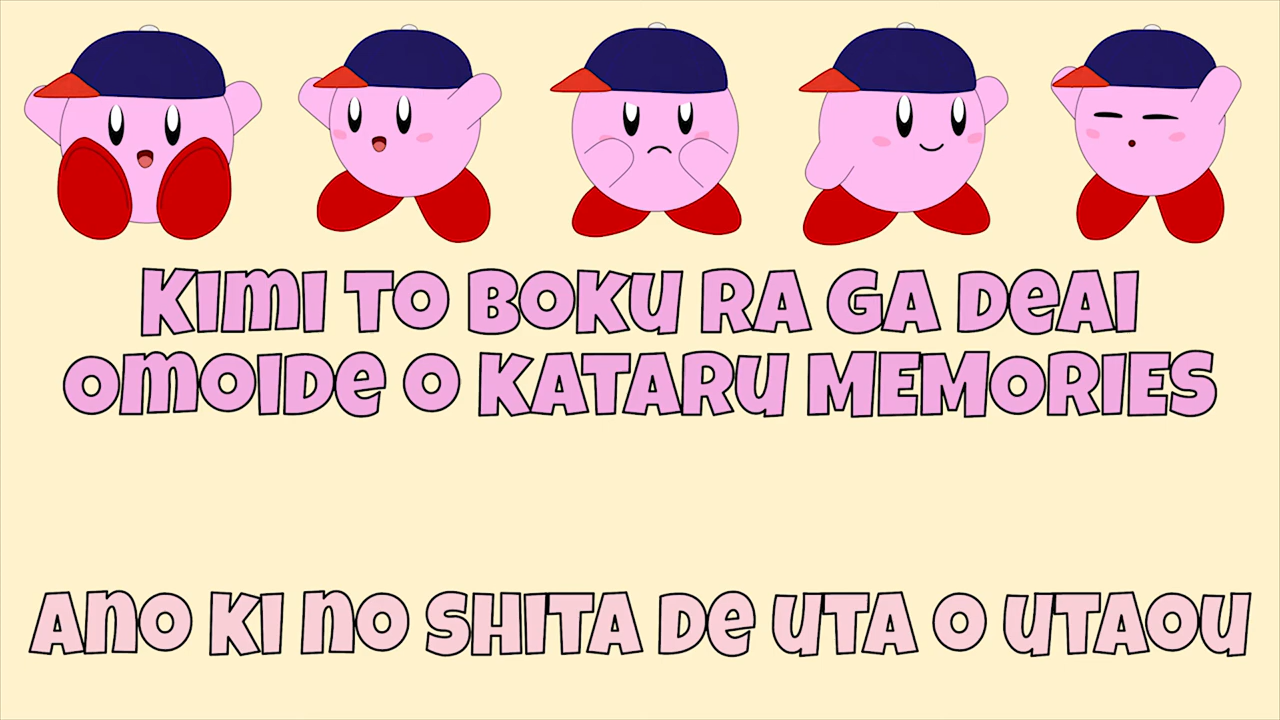 KIMI TO BOKU RA GA DEAI
OMOIDE O KATARU MEMORIES
ANO KI NO SHITA DE UTA O UTAOU